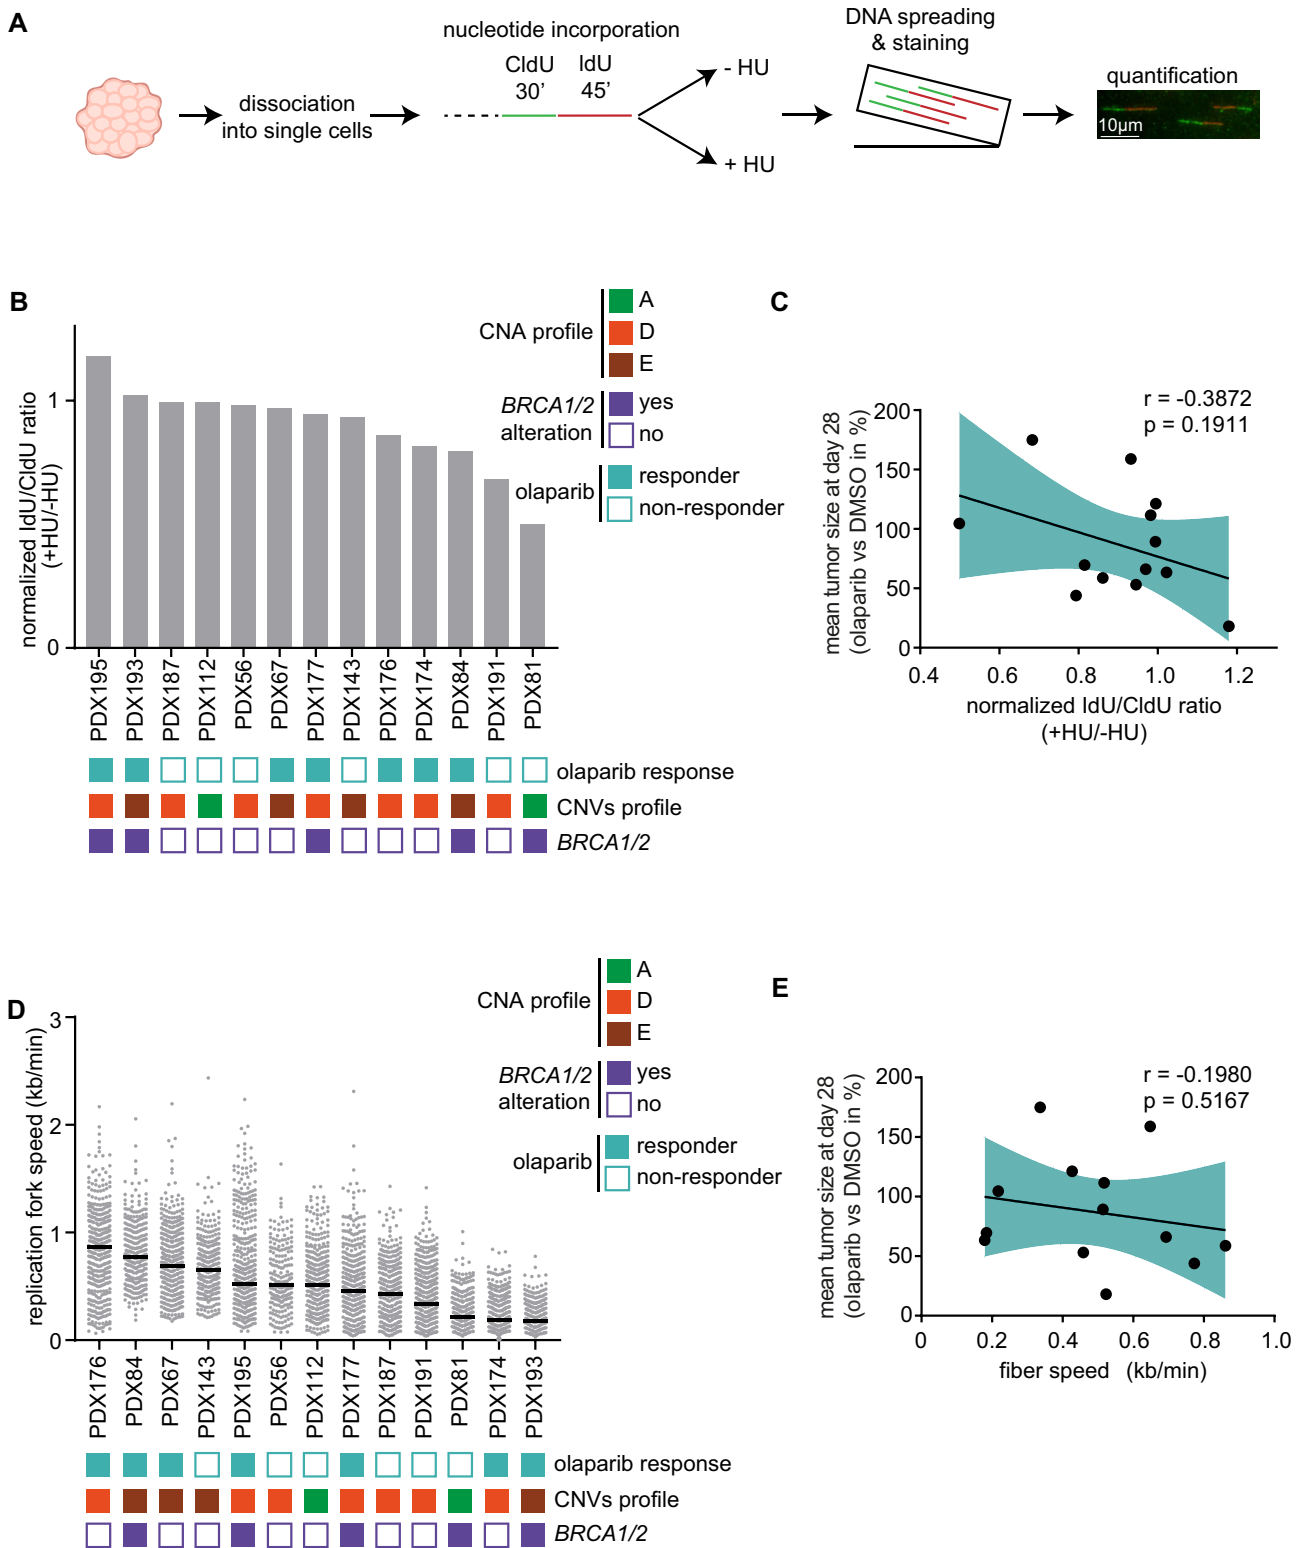 A
nucleotide incorporation
CldU
30’
IdU
45’
dissociation
into single cells
- HU
+ HU
DNA spreading
& staining
quantification
10µm
B
normalized IdU/CldU ratio
(+HU/-HU)
1
0
CNA profile
A
D
E
BRCA1/2
alteration
yes
no
olaparib
responder
non-responder
PDX195
PDX193
PDX187
PDX112
PDX56
PDX67
PDX177
PDX143
PDX176
PDX174
PDX84
PDX191
PDX81
olaparib response
CNVs profile
BRCA1/2
C
mean tumor size at day 28
(olaparib vs DMSO in %)
200
150
100
50
0
r = -0.3872
p = 0.1911
0.4 0.6 0.8 1.0 1.2
normalized IdU/CldU ratio
(+HU/-HU)
D
replication fork speed (kb/min)
3
2
1
0
CNA profile
A
D
E
BRCA1/2
alteration
yes
no
olaparib
responder
non-responder
PDX176
PDX84
PDX67
PDX143
PDX195
PDX56
PDX112
PDX177
PDX187
PDX191
PDX81
PDX174
PDX193
olaparib response
CNVs profile
BRCA1/2
E
mean tumor size at day 28
(olaparib vs DMSO in %)
200
150
100
50
0
r = -0.1980
p = 0.5167
0 0.2 0.4 0.6 0.8 1.0
fiber speed (kb/min)